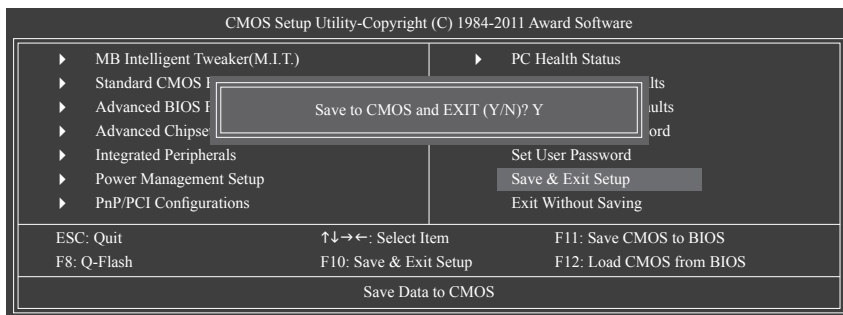 CMOS Setup Utility-Copyright (C) 1984-2011 Award Software
MB Intelligent Tweaker(M.I.T.)
Standard CMOS
Advanced BIOS
Advanced
Integrated Peripherals
Power Management Setup
PnP/PCI Configurations
PC Health Status
Set User Password
Save & Exit Setup
Exit Without Saving
Save to CMOS and EXIT (Y/N)? Y
ESC: Quit ↑↓→←: Select Item F11: Save CMOS to BIOS
F8: Q-Flash F10: Save & Exit Setup F12: Load CMOS from BIOS
Save Data to CMOS